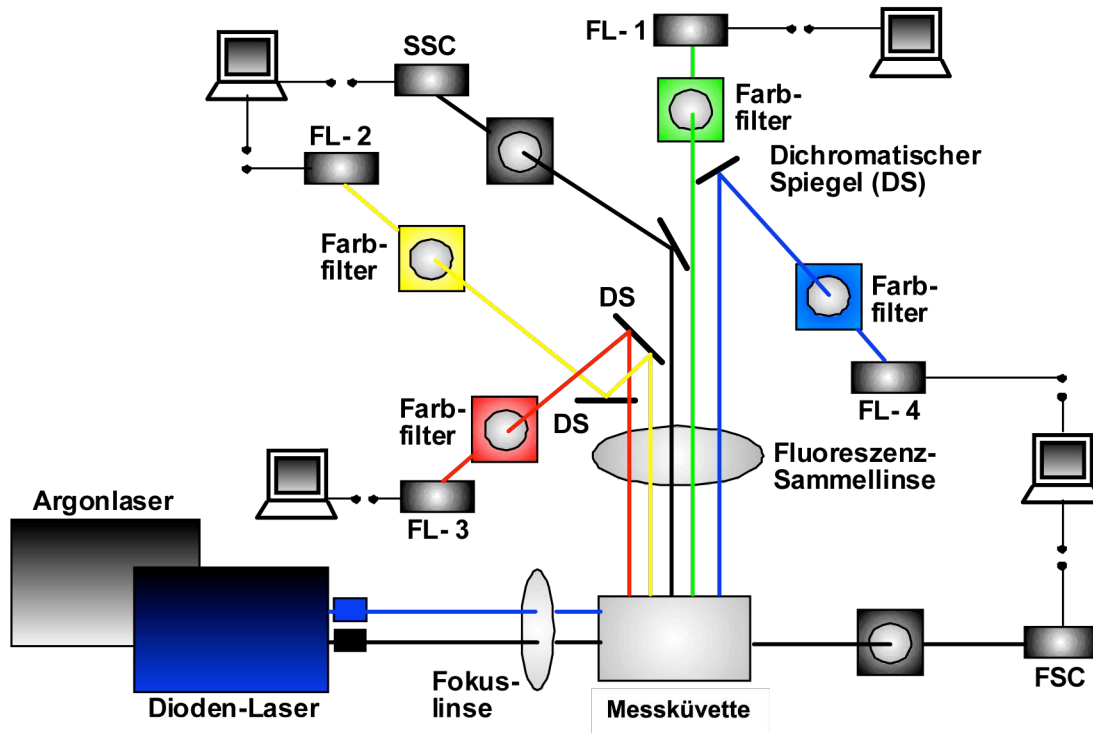 FL- 1
SSC
Farb-
filter
FL- 2
Dichromatischer
Spiegel (DS)
Farb-
filter
DS
Farb-
filter
Farb-
filter
DS
FL- 4
Fluoreszenz-
Sammellinse
Argonlaser
FL- 3
Fokus-
linse
FSC
Dioden-Laser
Messküvette